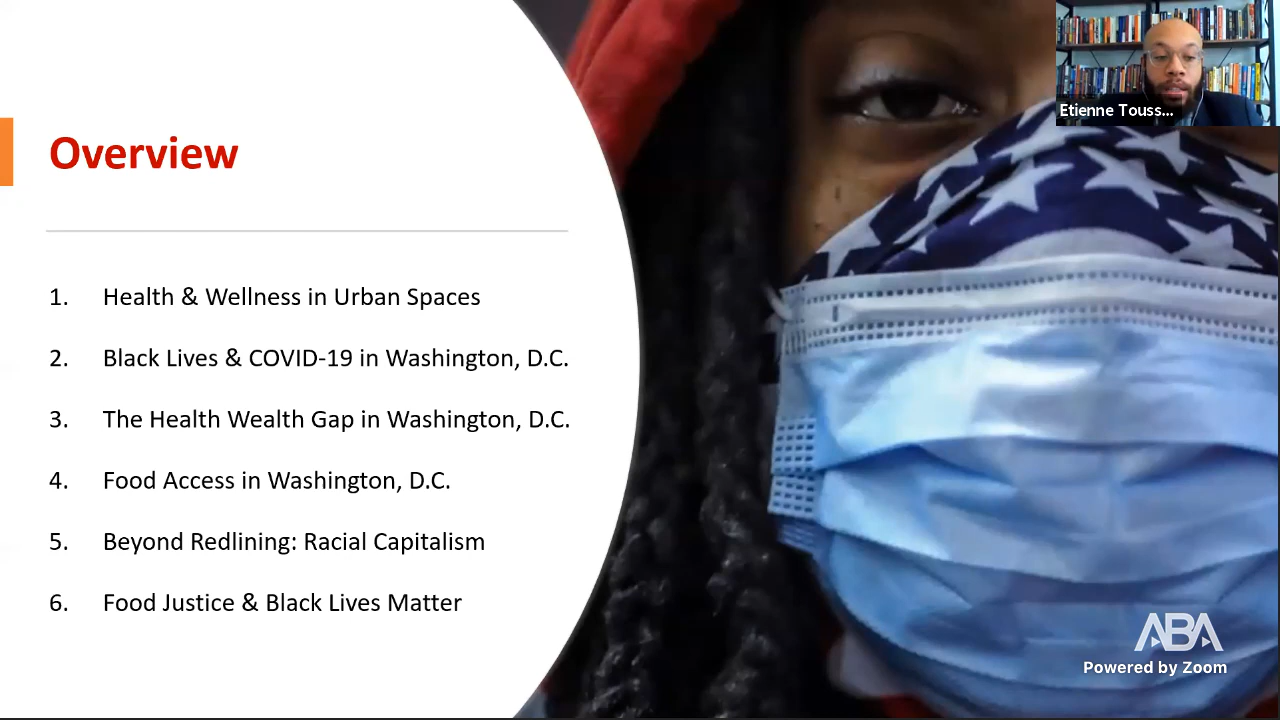 Overview
1. Health & Wellness in Urban Spaces
2. Black Lives & COVID-19 in Washington, D.C.
3. The Health Wealth Gap in Washington, D.C.
4. Food Access in Washington, D.C.
5. Beyond Redlining: Racial Capitalism
6. Food Justice & Black Lives Matter
Etienne Touss...
ABA
Powered by Zoom